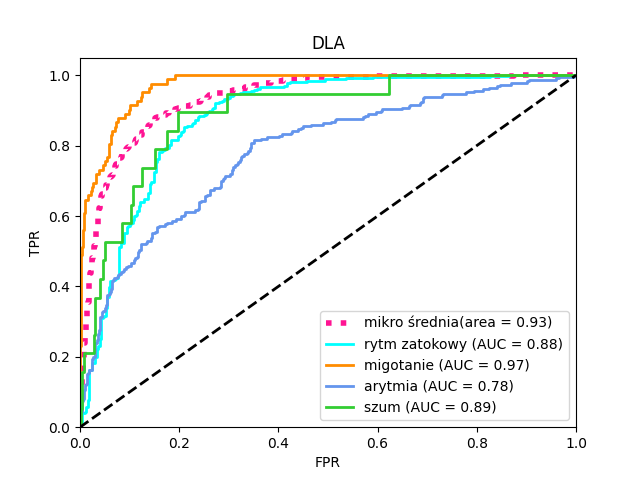 DLA
TPR
1.0
0.8
0.6
0.4
0.2
0.0
mikro średnia(area = 0.93)
rytm zatokowy (AUC = 0.88)
migotanie (AUC = 0.97)
arytmia (AUC = 0.78)
szum (AUC = 0.89)
0.0 0.2 0.4 0.6 0.8 1.0
FPR